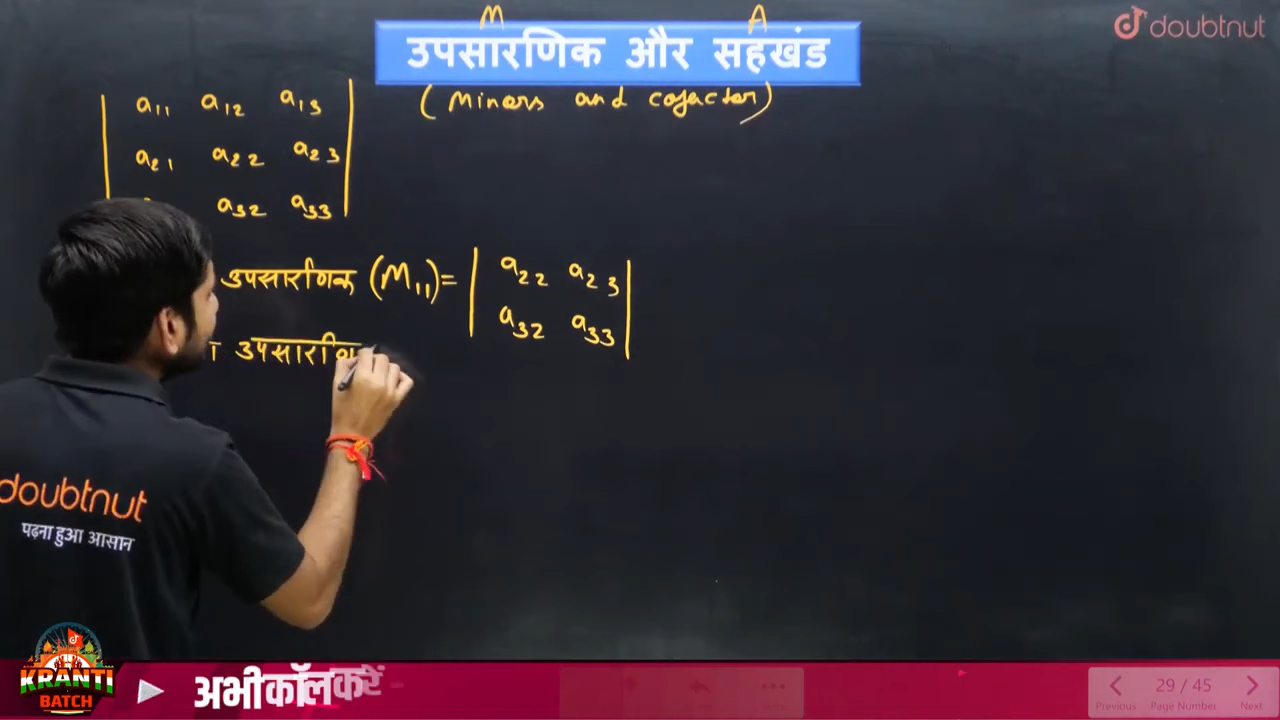 M A
उपसारणिक और सहखंड
doubtnut
(Minors and cofactor)
a11 a12 a13
a21 a22 a23
a32 a33
उपसारणिक (M11)= | a22 a23 |
| a32 a33 |
ा उपसारणि
doubtnut
पढ़ना हुआ आसान
KRANTI
BATCH
अभी कॉल करें
29 / 45
Previous Page Number Next